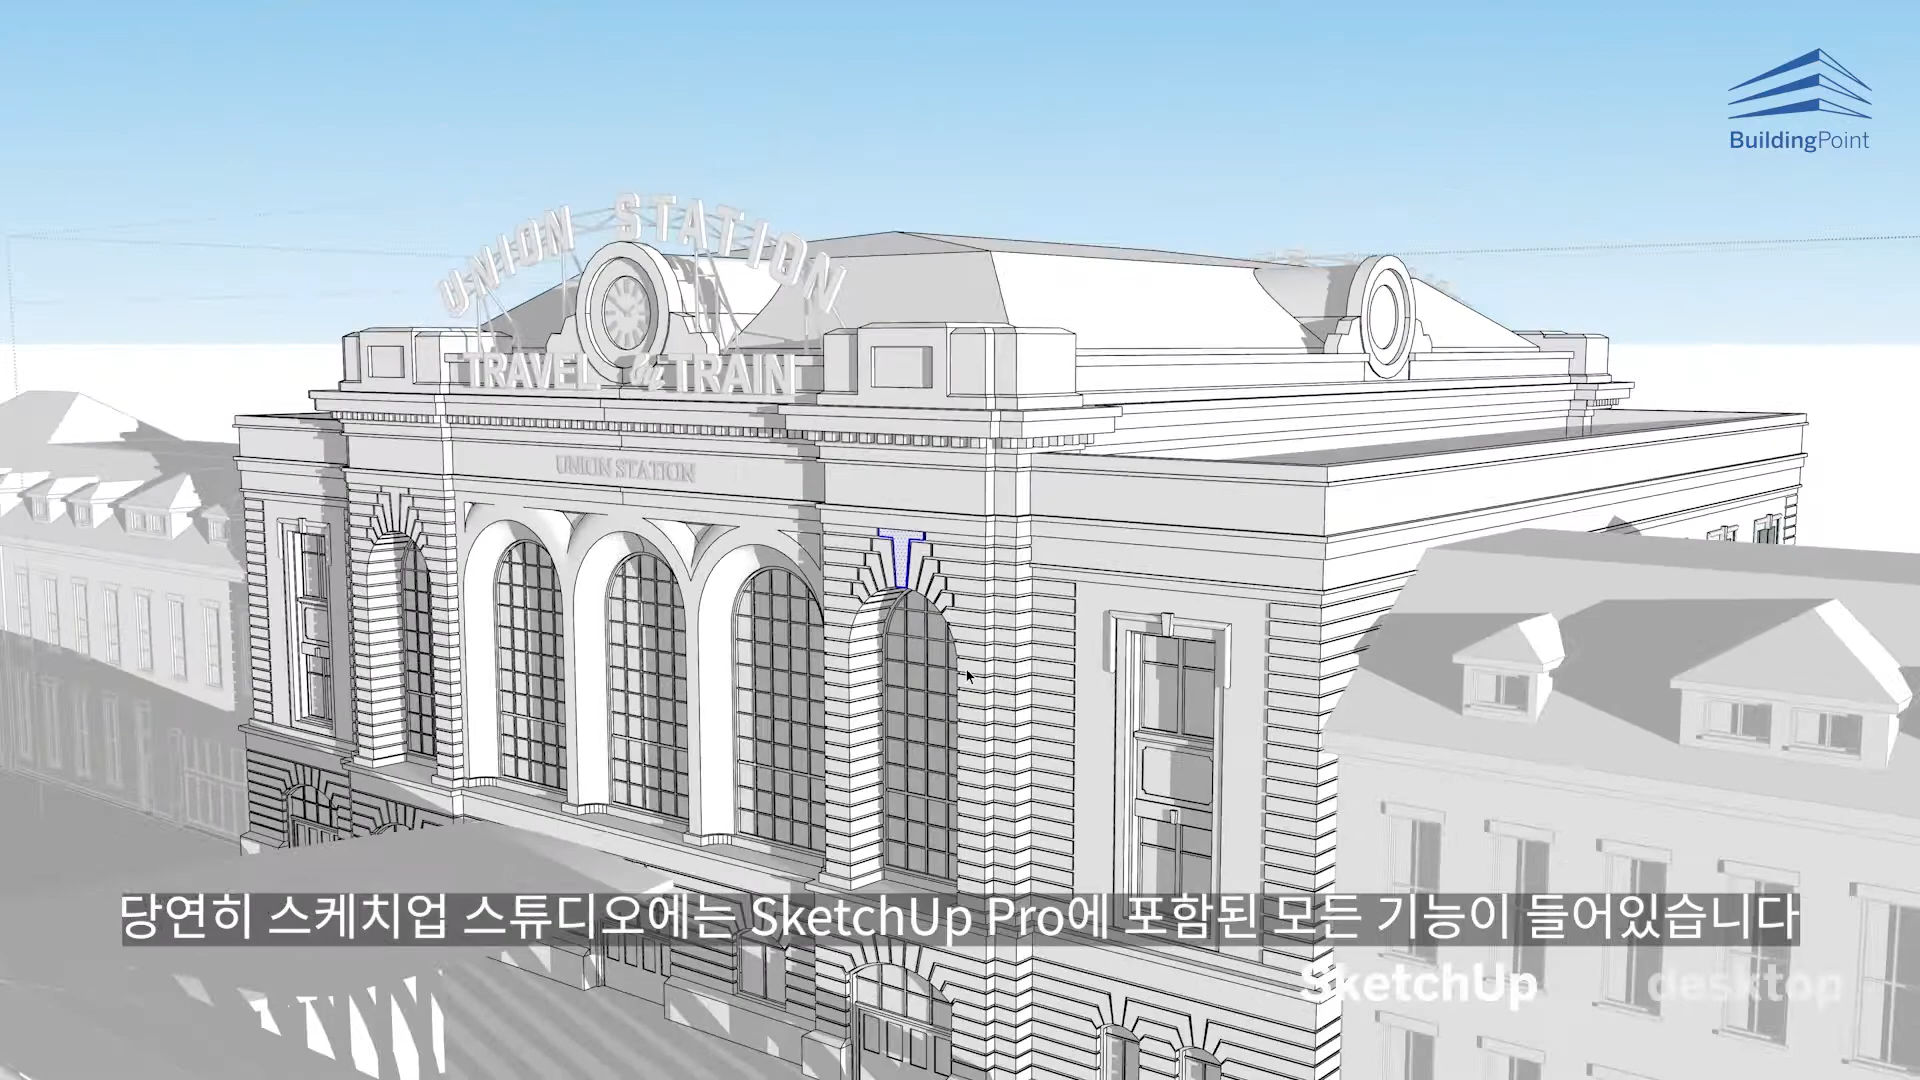 BuildingPoint
UNION STATION
TRAVEL by TRAIN
UNION STATION
당연히 스케치업 스튜디오에는 SketchUp Pro에 포함된 모든 기능이 들어있습니다
SketchUp desktop